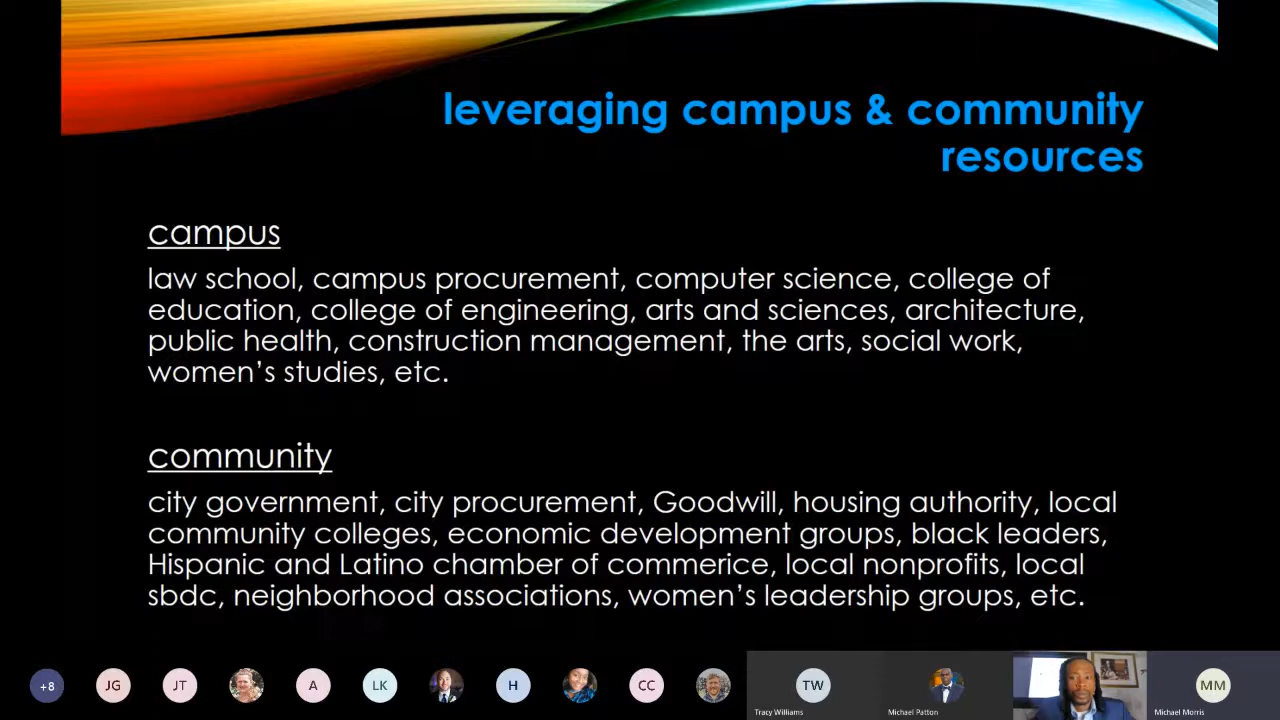 leveraging campus & community
resources
campus
law school, campus procurement, computer science, college of
education, college of engineering, arts and sciences, architecture,
public health, construction management, the arts, social work,
women's studies, etc.
community
city government, city procurement, Goodwill, housing authority, local
community colleges, economic development groups, black leaders,
Hispanic and Latino chamber of commerice, local nonprofits, local
sbdc, neighborhood associations, women's leadership groups, etc.
+8
JG
JT
A
LK
H
CC
TW
MM
Tracy Williams
Michael Patton
Michael Morris